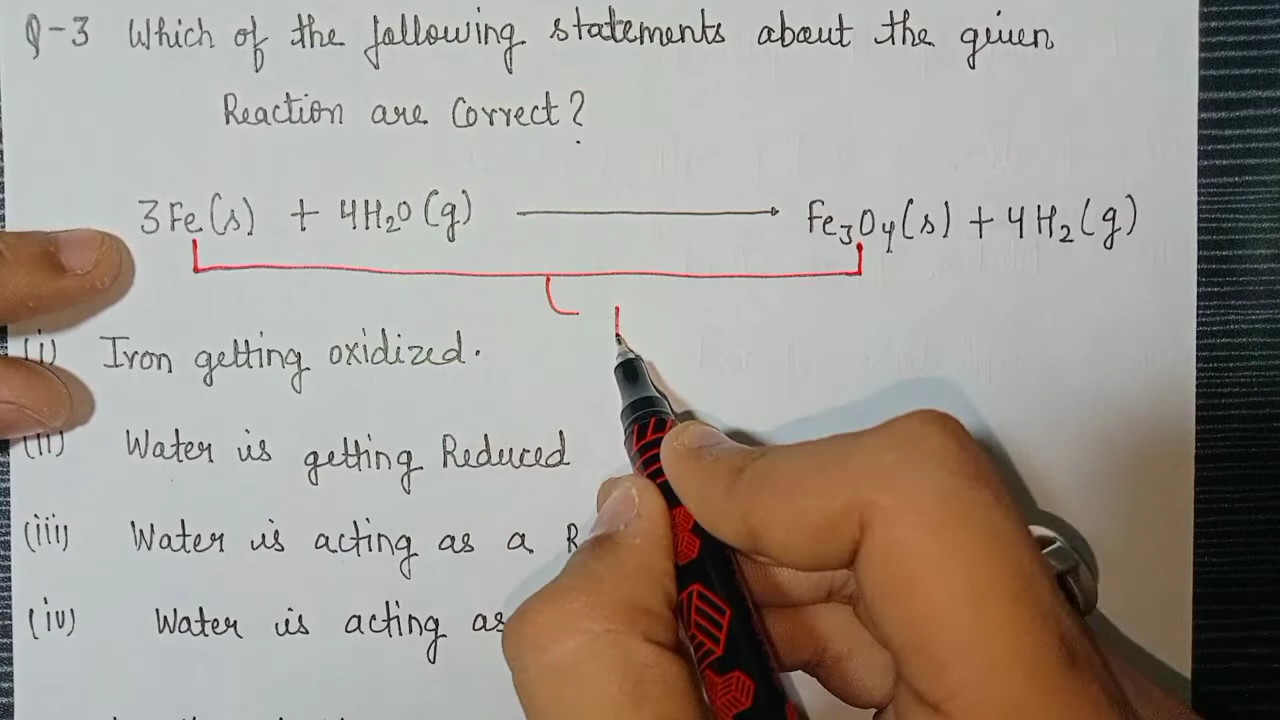 Q-3 Which of the following statements about the given
Reaction are Correct?
3Fe(s) + 4H₂O(g) → Fe₃O₄(s) + 4H₂(g)
(i) Iron getting oxidized.
(ii) Water is getting Reduced
(iii) Water is acting as a R
(iv) Water is acting as